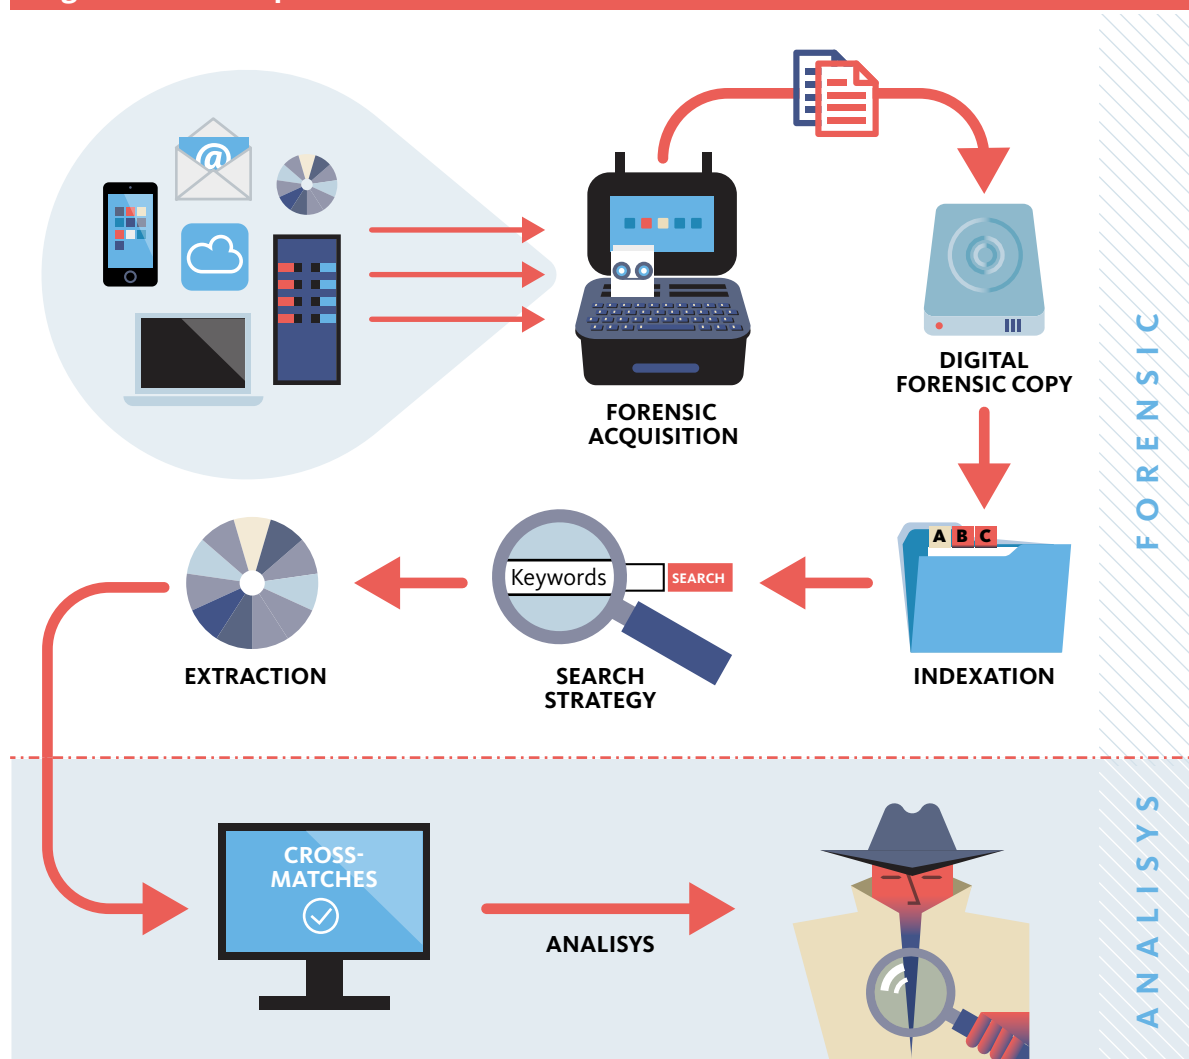 @
FORENSIC
ACQUISITION
DIGITAL
FORENSIC COPY
A B C
Keywords
SEARCH
EXTRACTION
SEARCH
STRATEGY
INDEXATION
FORENSIC
CROSS-
MATCHES
ANALISYS
ANALISYS